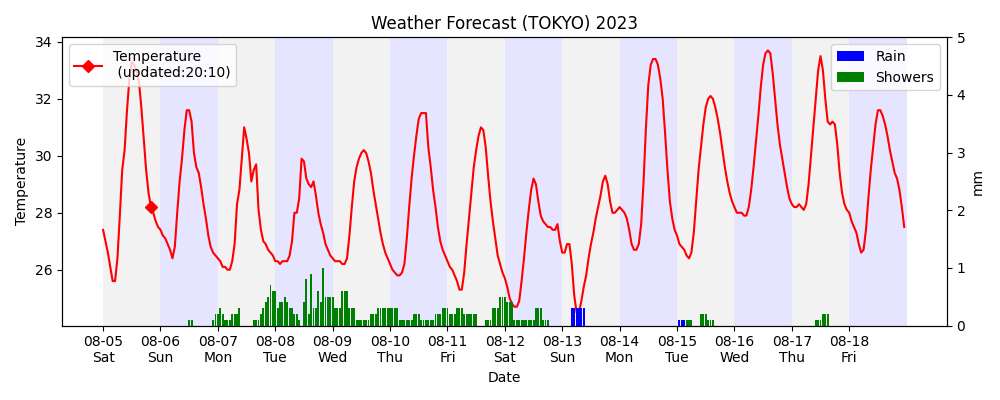 Weather Forecast (TOKYO) 2023
Temperature
(updated:20:10)
Rain
Showers
34
32
30
28
26
Temperature
5
4
3
2
1
0
mm
08-05 08-06 08-07 08-08 08-09 08-10 08-11 08-12 08-13 08-14 08-15 08-16 08-17 08-18
Sat Sun Mon Tue Wed Thu Fri Sat Sun Mon Tue Wed Thu Fri
Date